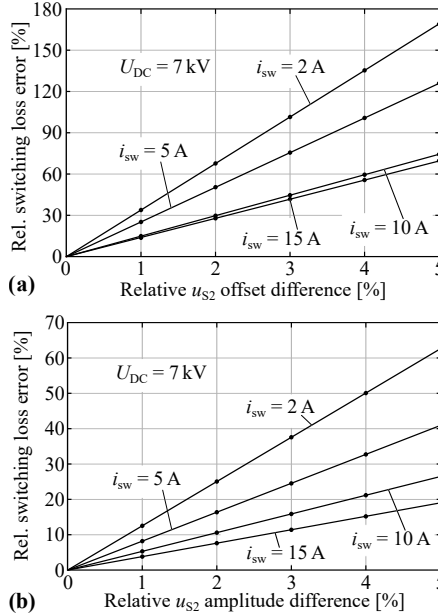 180
150
120
90
60
30
0
Rel. switching loss error [%]
U_DC = 7 kV
i_sw = 2 A
i_sw = 5 A
i_sw = 15 A
i_sw = 10 A
0 1 2 3 4 5
(a)
Relative u_S2 offset difference [%]
70
60
50
40
30
20
10
0
Rel. switching loss error [%]
U_DC = 7 kV
i_sw = 2 A
i_sw = 5 A
i_sw = 10 A
i_sw = 15 A
0 1 2 3 4 5
(b)
Relative u_S2 amplitude difference [%]